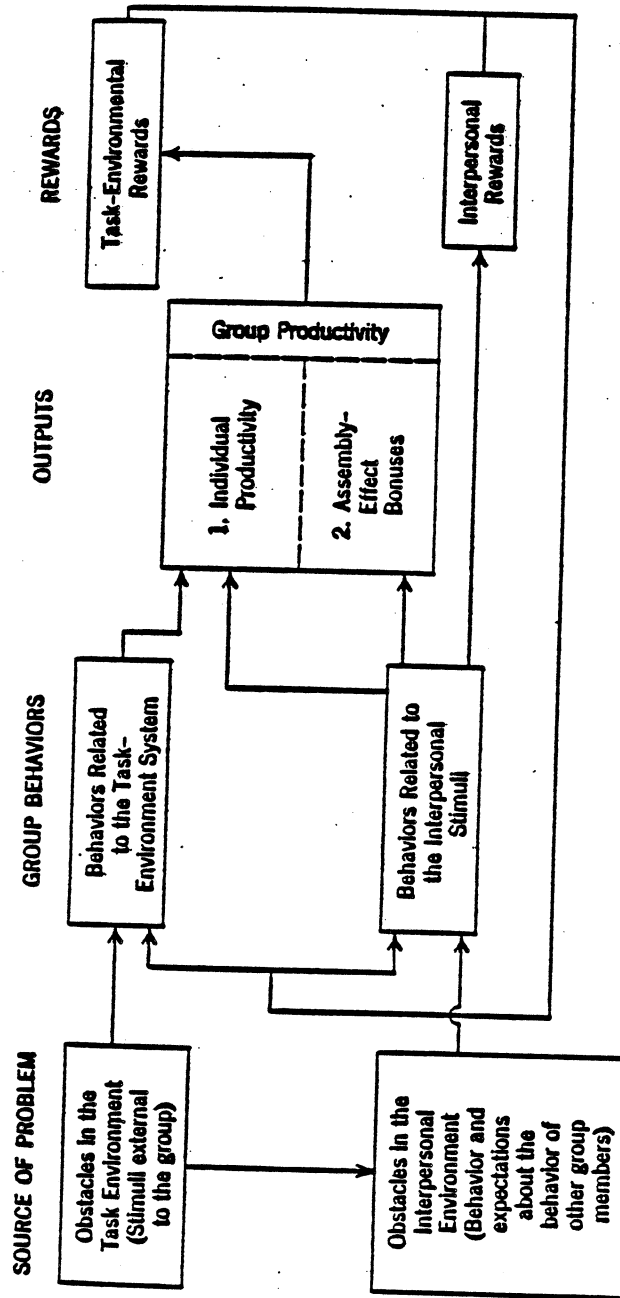 SOURCE OF PROBLEM
GROUP BEHAVIORS
OUTPUTS
REWARDS
Obstacles in the
Task Environment
(Stimuli external
to the group)
Behaviors Related
to the Task-
Environment System
1. Individual
Productivity
2. Assembly-
Effect
Bonuses
Group Productivity
Task-Environmental
Rewards
Obstacles in the
Interpersonal
Environment
(Behavior and
expectations
about the
behavior of
other group
members)
Behaviors Related to
the Interpersonal
Stimuli
Interpersonal
Rewards